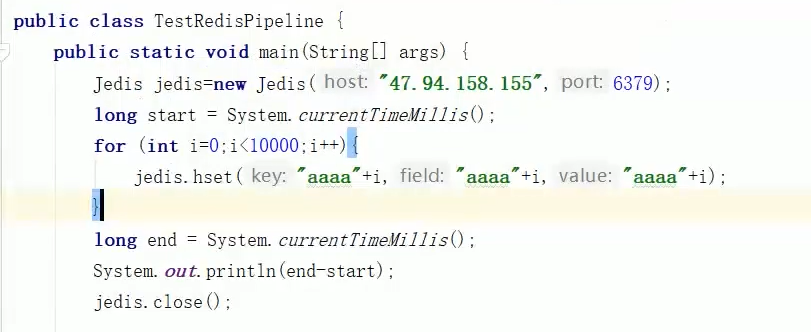 public class TestRedisPipeline {
public static void main(String[] args) {
Jedis jedis=new Jedis( host: "47.94.158.155", port: 6379);
long start = System.currentTimeMillis();
for (int i=0;i<10000;i++){
jedis.hset( key: "aaaa"+i, field: "aaaa"+i, value: "aaaa"+i);
}
long end = System.currentTimeMillis();
System.out.println(end-start);
jedis.close();